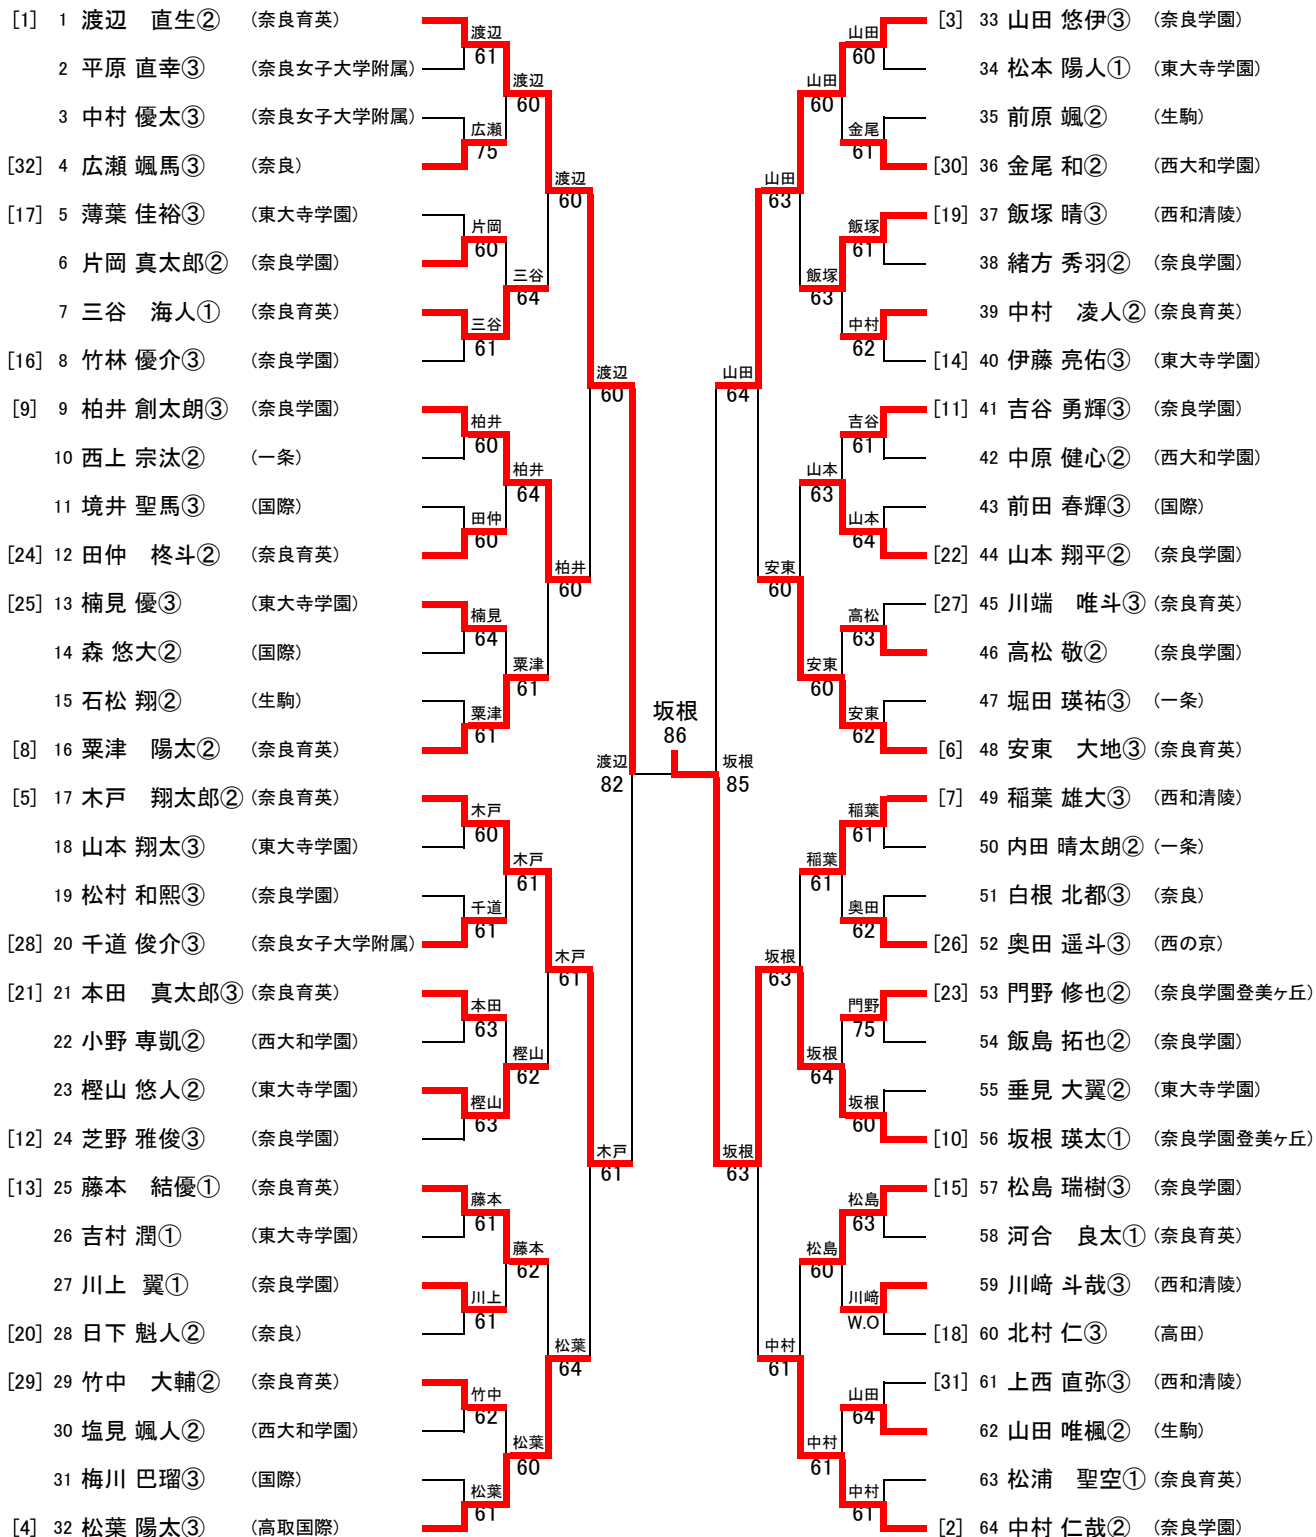 [1] 1 渡辺　直生② (奈良育英)
2 平原 直幸③ (奈良女子大学附属)
3 中村 優太③ (奈良女子大学附属)
[32] 4 広瀬 颯馬③ (奈良)
[17] 5 薄葉 佳裕③ (東大寺学園)
6 片岡 真太郎② (奈良学園)
7 三谷　海人① (奈良育英)
[16] 8 竹林 優介③ (奈良学園)
[9] 9 柏井 創太朗③ (奈良学園)
10 西上 宗汰② (一条)
11 境井 聖馬③ (国際)
[24] 12 田仲　柊斗② (奈良育英)
[25] 13 楠見 優③ (東大寺学園)
14 森 悠大② (国際)
15 石松 翔② (生駒)
[8] 16 粟津　陽太② (奈良育英)
[5] 17 木戸　翔太郎② (奈良育英)
18 山本 翔太③ (東大寺学園)
19 松村 和熙③ (奈良学園)
[28] 20 千道 俊介③ (奈良女子大学附属)
[21] 21 本田　真太郎③ (奈良育英)
22 小野 専凱② (西大和学園)
23 樫山 悠人② (東大寺学園)
[12] 24 芝野 雅俊③ (奈良学園)
[13] 25 藤本　結優① (奈良育英)
26 吉村 潤① (東大寺学園)
27 川上 翼① (奈良学園)
[20] 28 日下 魁人② (奈良)
[29] 29 竹中　大輔② (奈良育英)
30 塩見 颯人② (西大和学園)
31 梅川 巴瑠③ (国際)
[4] 32 松葉 陽太③ (高取国際)
渡辺
61
広瀬
75
片岡
60
三谷
61
柏井
60
田仲
60
楠見
64
粟津
61
木戸
60
千道
61
本田
63
樫山
63
藤本
61
川上
61
竹中
62
松葉
61
渡辺
60
三谷
64
柏井
64
粟津
61
木戸
61
樫山
62
藤本
62
松葉
60
渡辺
60
柏井
60
木戸
61
松葉
64
渡辺
60
木戸
61
渡辺
82
坂根
86
坂根
85
山田
64
坂根
63
山田
63
安東
60
坂根
63
中村
61
山田
60
飯塚
63
山本
63
安東
60
稲葉
61
坂根
64
松島
60
中村
61
山田
60
金尾
61
飯塚
61
中村
62
吉谷
61
山本
64
高松
63
安東
62
稲葉
61
奥田
62
門野
75
坂根
60
松島
63
川﨑
W.O
山田
64
中村
61
[3] 33 山田 悠伊③ (奈良学園)
34 松本 陽人① (東大寺学園)
35 前原 颯② (生駒)
[30] 36 金尾 和② (西大和学園)
[19] 37 飯塚 晴③ (西和清陵)
38 緒方 秀羽② (奈良学園)
39 中村　凌人② (奈良育英)
[14] 40 伊藤 亮佑③ (東大寺学園)
[11] 41 吉谷 勇輝③ (奈良学園)
42 中原 健心② (西大和学園)
43 前田 春輝③ (国際)
[22] 44 山本 翔平② (奈良学園)
[27] 45 川端　唯斗③ (奈良育英)
46 高松 敬② (奈良学園)
47 堀田 瑛祐③ (一条)
[6] 48 安東　大地③ (奈良育英)
[7] 49 稲葉 雄大③ (西和清陵)
50 内田 晴太朗② (一条)
51 白根 北都③ (奈良)
[26] 52 奥田 遥斗③ (西の京)
[23] 53 門野 修也② (奈良学園登美ヶ丘)
54 飯島 拓也② (奈良学園)
55 垂見 大翼② (東大寺学園)
[10] 56 坂根 瑛太① (奈良学園登美ヶ丘)
[15] 57 松島 瑞樹③ (奈良学園)
58 河合　良太① (奈良育英)
59 川﨑 斗哉③ (西和清陵)
[18] 60 北村 仁③ (高田)
[31] 61 上西 直弥③ (西和清陵)
62 山田 唯楓② (生駒)
63 松浦　聖空① (奈良育英)
[2] 64 中村 仁哉② (奈良学園)